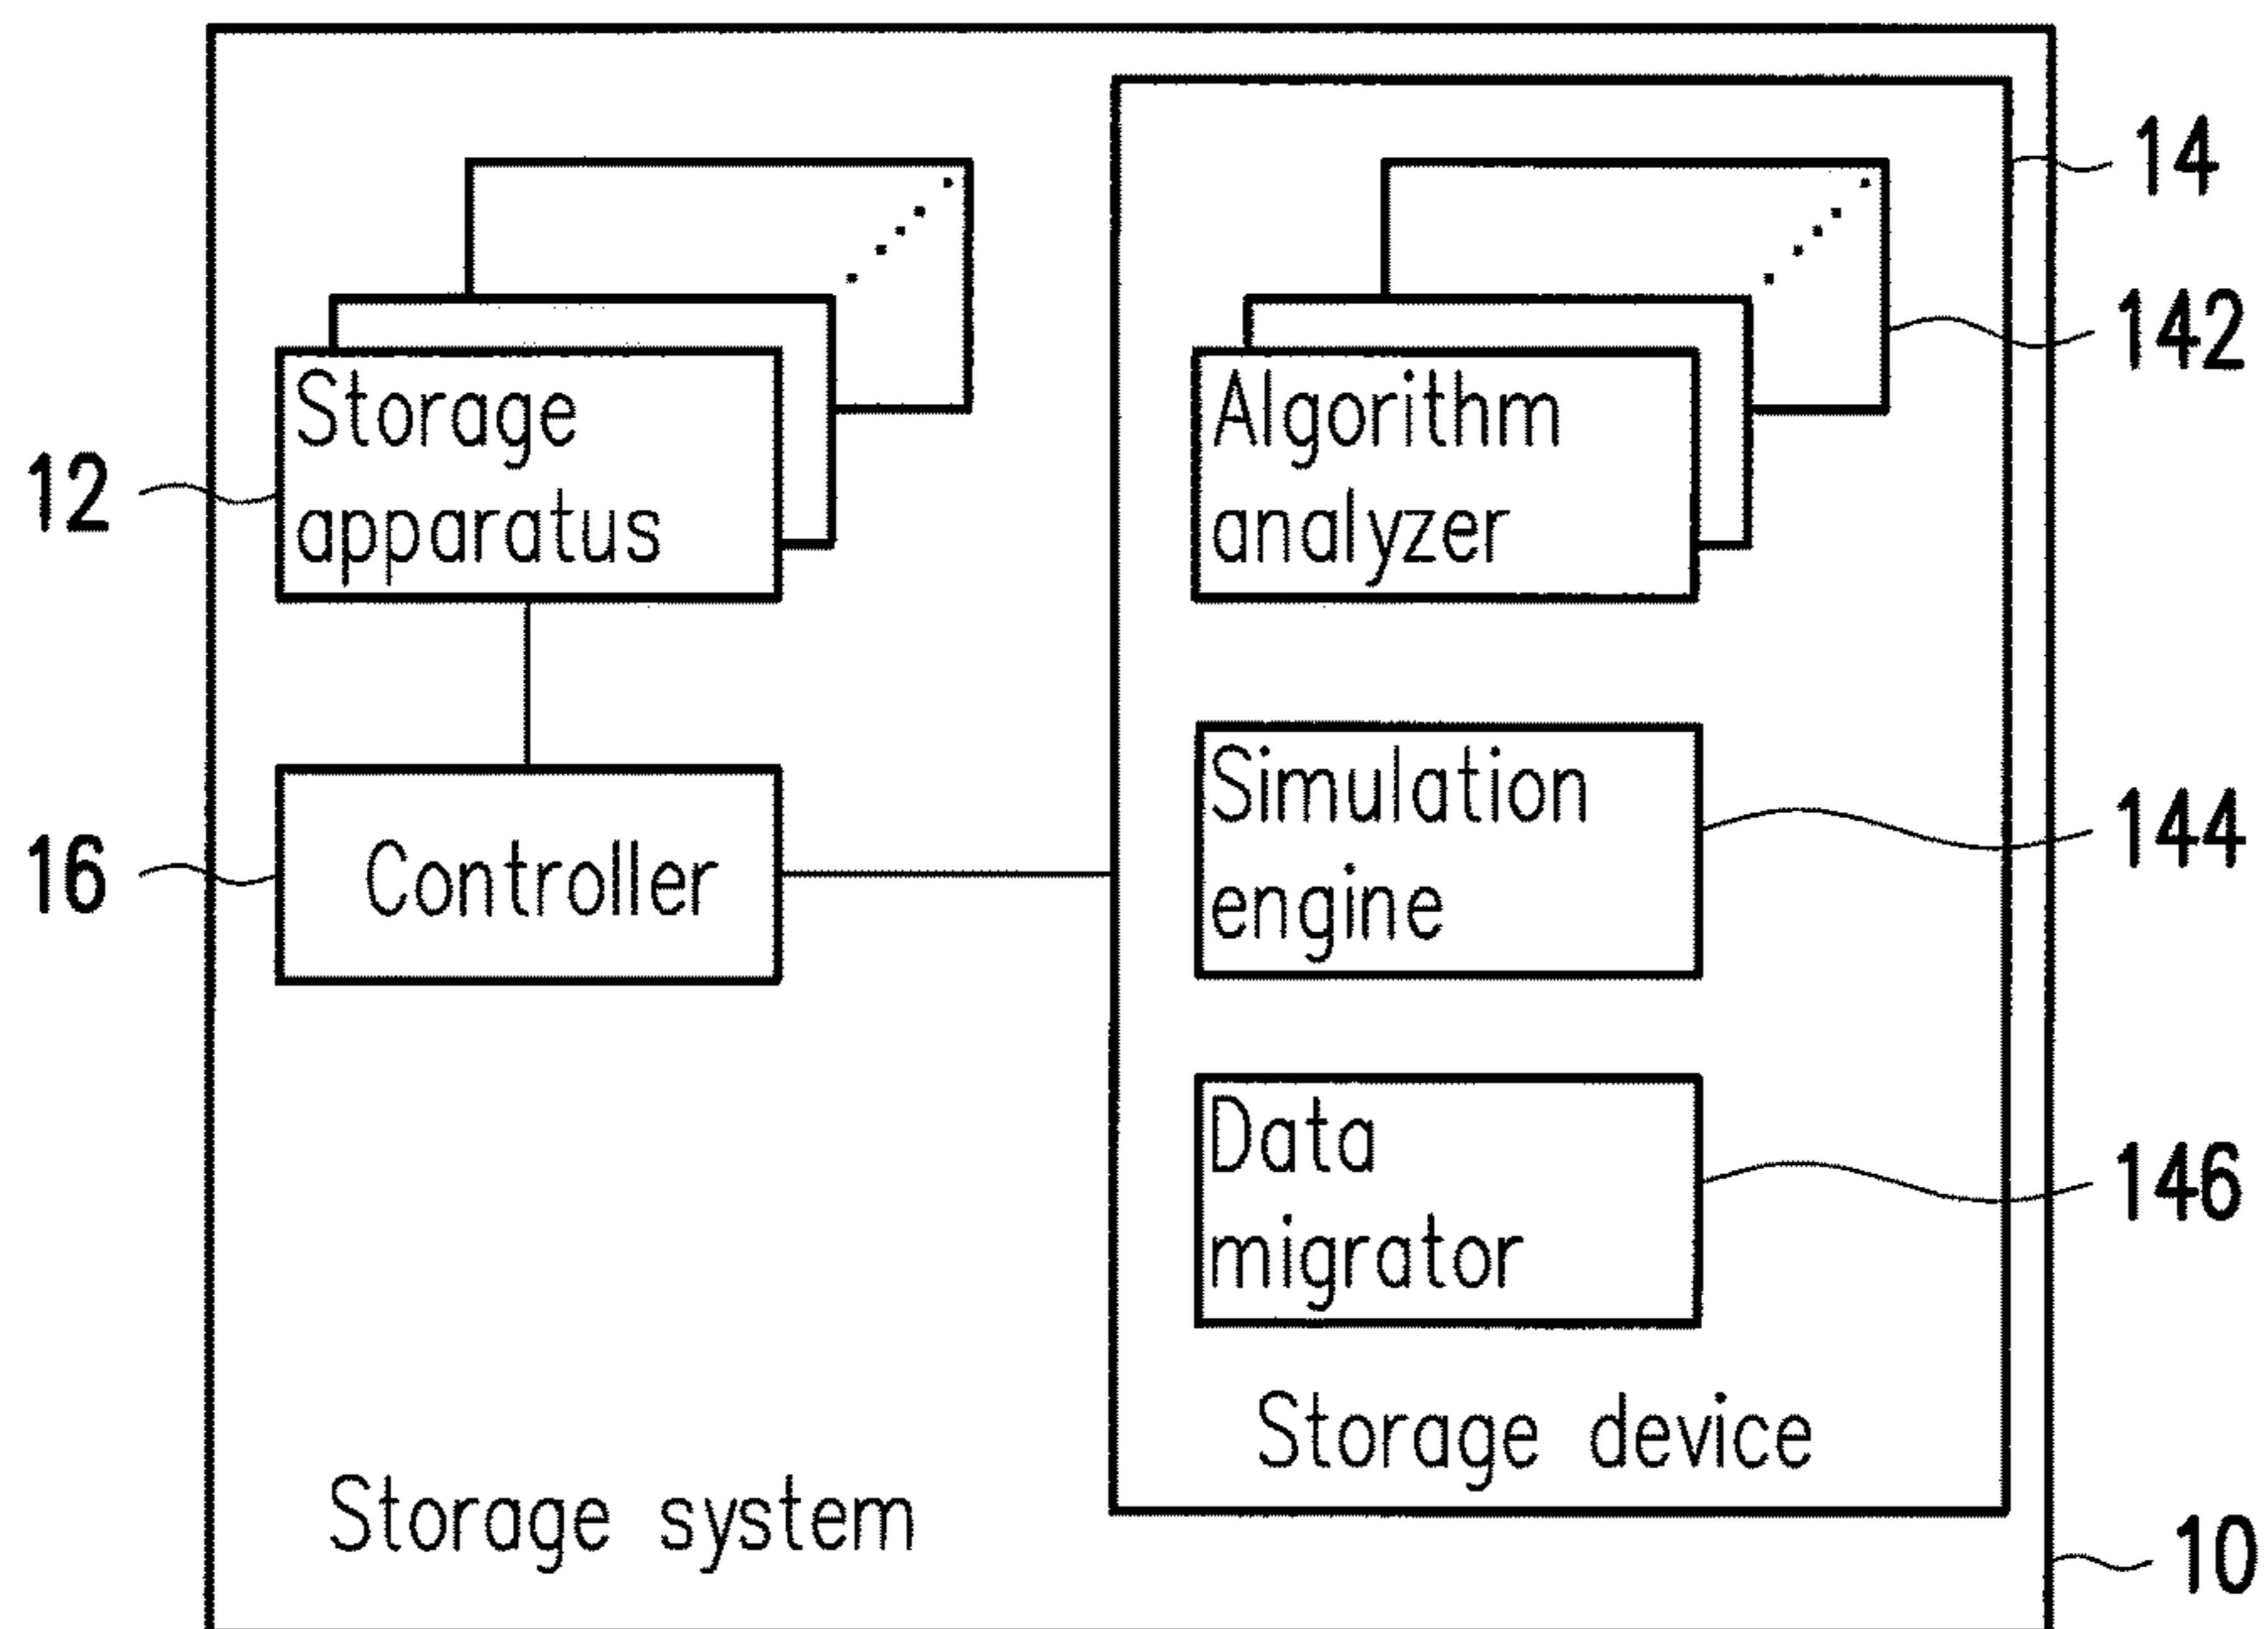 14
142
Storage
apparatus
12
Algorithm
analyzer
Controller
16
Simulation
engine
144
Data
migrator
146
Storage device
Storage system
10